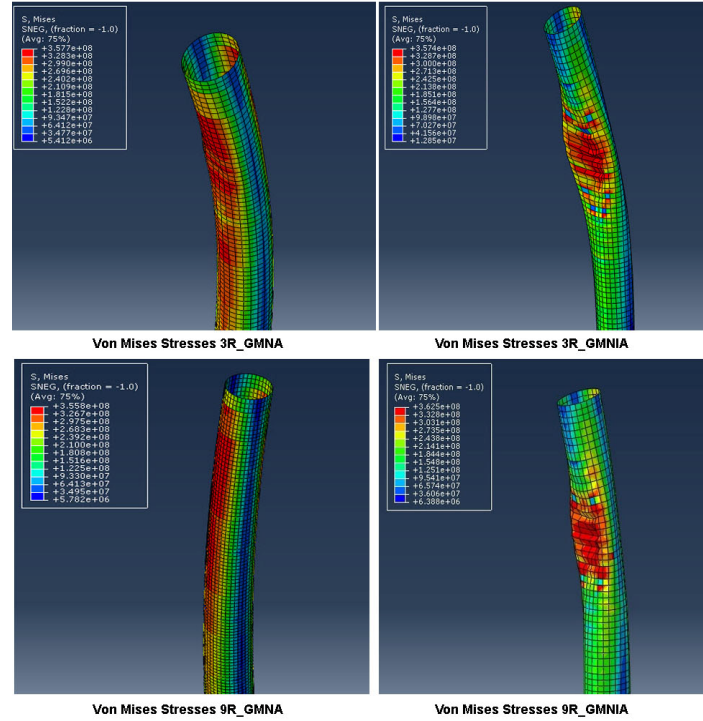 S, Mises
SNEG, (fraction = -1.0)
(Avg: 75%)
+3.577e+08
+3.283e+08
+2.990e+08
+2.696e+08
+2.402e+08
+2.109e+08
+1.815e+08
+1.522e+08
+1.228e+08
+9.347e+07
+6.412e+07
+3.477e+07
+5.412e+06
S, Mises
SNEG, (fraction = -1.0)
(Avg: 75%)
+3.574e+08
+3.287e+08
+3.000e+08
+2.713e+08
+2.425e+08
+2.138e+08
+1.851e+08
+1.564e+08
+1.277e+08
+9.898e+07
+7.027e+07
+4.156e+07
+1.285e+07
Von Mises Stresses 3R_GMNA
Von Mises Stresses 3R_GMNIA
S, Mises
SNEG, (fraction = -1.0)
(Avg: 75%)
+3.558e+08
+3.267e+08
+2.975e+08
+2.683e+08
+2.392e+08
+2.100e+08
+1.808e+08
+1.516e+08
+1.225e+08
+9.330e+07
+6.413e+07
+3.495e+07
+5.782e+06
S, Mises
SNEG, (fraction = -1.0)
(Avg: 75%)
+3.625e+08
+3.328e+08
+3.031e+08
+2.735e+08
+2.438e+08
+2.141e+08
+1.844e+08
+1.548e+08
+1.251e+08
+9.541e+07
+6.574e+07
+3.606e+07
+6.388e+06
Von Mises Stresses 9R_GMNA
Von Mises Stresses 9R_GMNIA